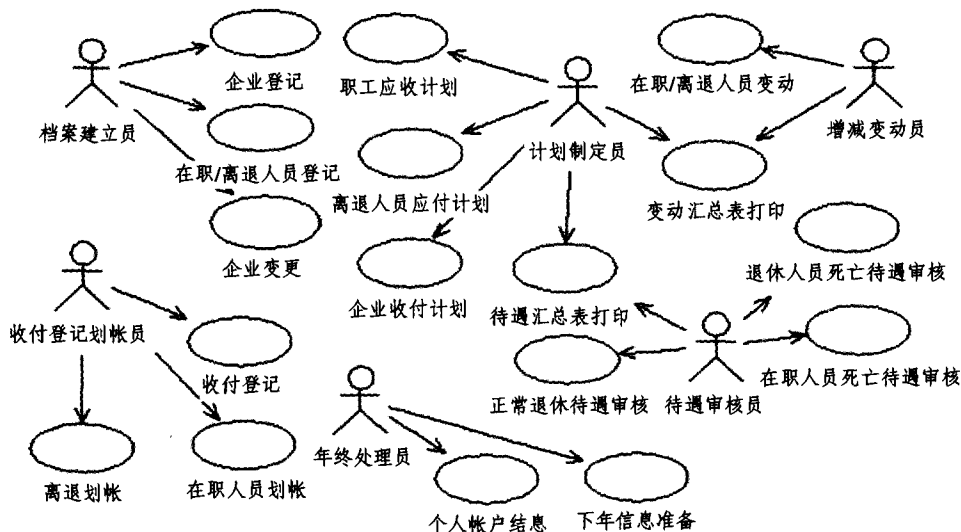 企业登记
职工应收计划
在职/离退人员变动
档案建立员
增减变动员
计划制定员
在职/离退人员登记
离退人员应付计划
变动汇总表打印
企业变更
退休人员死亡待遇审核
企业收付计划
待遇汇总表打印
收付登记划帐员
收付登记
在职人员死亡待遇审核
正常退休待遇审核
待遇审核员
年终处理员
离退划帐
在职人员划帐
个人帐户结息
下年信息准备